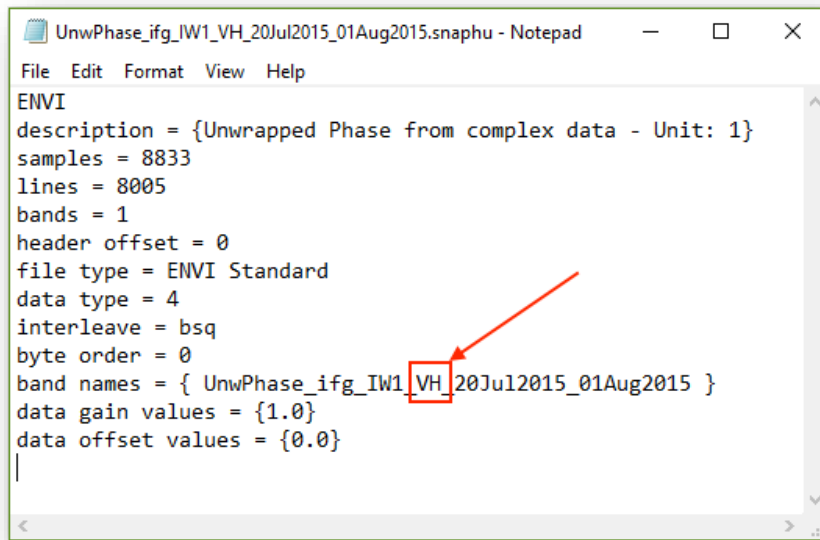 UnwPhase_ifg_IW1_VH_20Jul2015_01Aug2015.snaphu - Notepad
File Edit Format View Help
ENVI
description = {Unwrapped Phase from complex data - Unit: 1}
samples = 8833
lines = 8005
bands = 1
header offset = 0
file type = ENVI Standard
data type = 4
interleave = bsq
byte order = 0
band names = { UnwPhase_ifg_IW1_VH_20Jul2015_01Aug2015 }
data gain values = {1.0}
data offset values = {0.0}